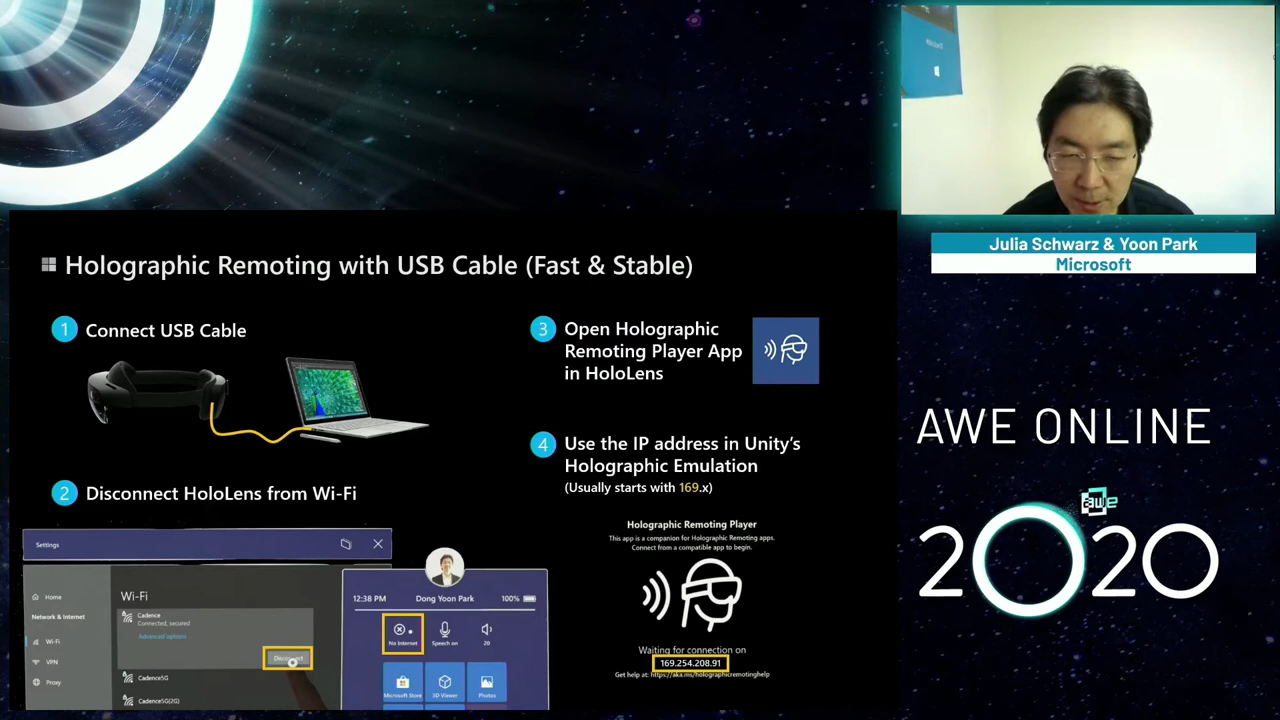 Julia Schwarz & Yoon Park
Microsoft
Holographic Remoting with USB Cable (Fast & Stable)
1 Connect USB Cable
2 Disconnect HoloLens from Wi-Fi
Settings
Home
Network & Internet
Wi-Fi
VPN
Proxy
Wi-Fi
Cadence
Connected, secured
Advanced options
Disconnect
Cadence5G
Cadence5G(2G)
12:38 PM
Dong Yoon Park
100%
No Internet
Speech on
20
Microsoft Store
3D Viewer
Photos
3 Open Holographic
Remoting Player App
in HoloLens
4 Use the IP address in Unity's
Holographic Emulation
(Usually starts with 169.x)
Holographic Remoting Player
This app is a companion for Holographic Remoting apps.
Connect from a compatible app to begin.
Waiting for connection on
169.254.208.91
Get help at: https://aka.ms/holographicremotinghelp
AWE ONLINE
awe
2020